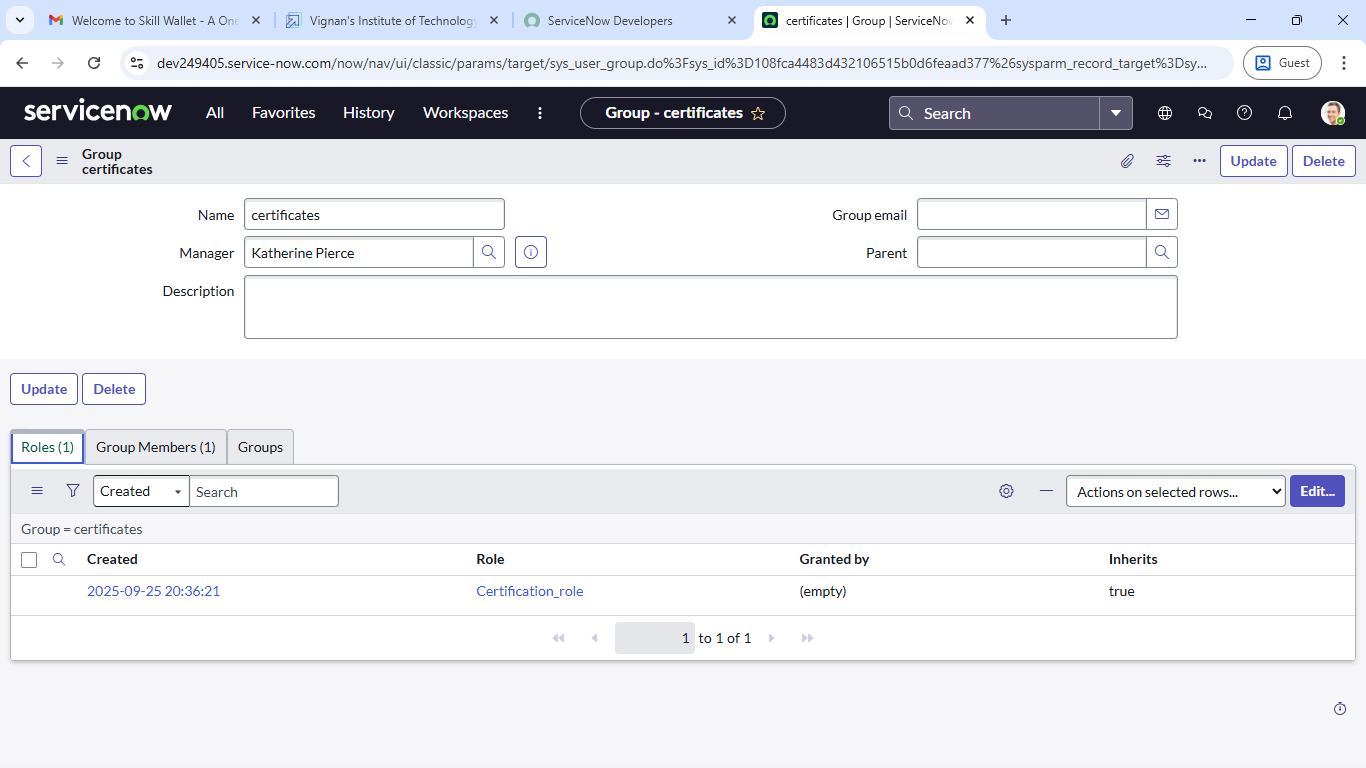 Welcome to Skill Wallet - A One
Vignan's Institute of Technology
ServiceNow Developers
certificates | Group | ServiceNow
dev249405.service-now.com/now/nav/ui/classic/params/target/sys_user_group.do%3Fsys_id%3D108fca4483d432106515b0d6feaad377%26sysparm_record_target%3Dsy...
Guest
servicenow All Favorites History Workspaces Group - certificates Search
Group
certificates
Update Delete
Name certificates Group email
Manager Katherine Pierce Parent
Description
Update Delete
Roles (1) Group Members (1) Groups
Created Search Actions on selected rows... Edit...
Group = certificates
Created Role Granted by Inherits
2025-09-25 20:36:21 Certification_role (empty) true
1 to 1 of 1